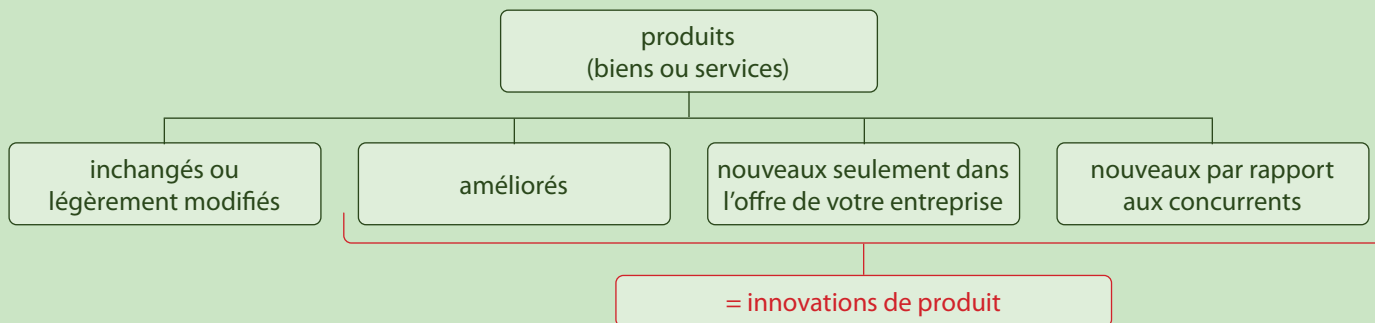 produits
(biens ou services)
inchangés ou
légèrement modifiés
améliorés
nouveaux seulement dans
l'offre de votre entreprise
nouveaux par rapport
aux concurrents
= innovations de produit